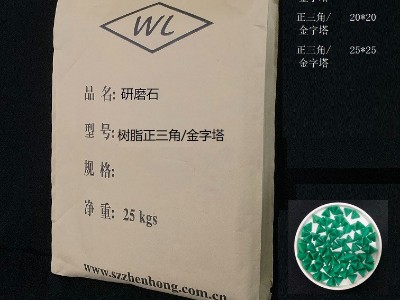 WL
品 名: 研磨石
型 号: 树脂正三角/金字塔
规 格:
净 重: 25 kgs
www.szzhenhong.com.cn
正三角/ 20*20
金字塔
正三角/ 25*25
金字塔